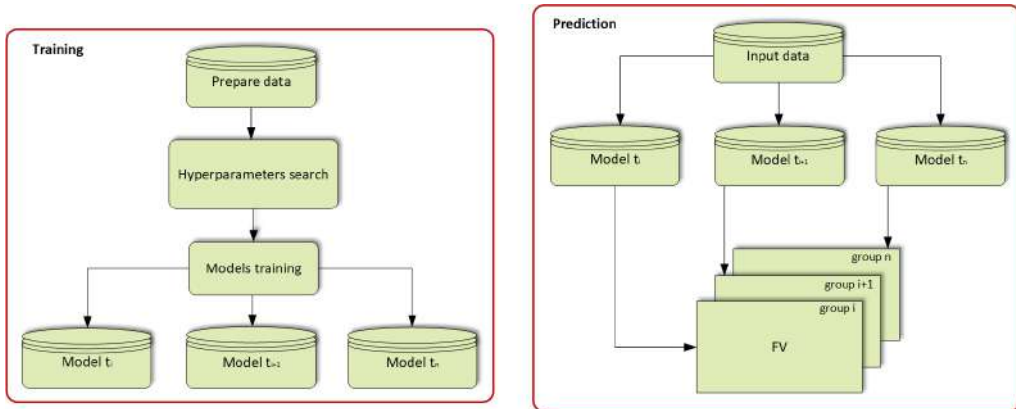 Training
Prepare data
Hyperparameters search
Models training
Model tᵢ
Model tᵢ₊₁
Model tₙ
Prediction
Input data
Model tᵢ
Model tᵢ₊₁
Model tₙ
group n
group i+1
group i
FV